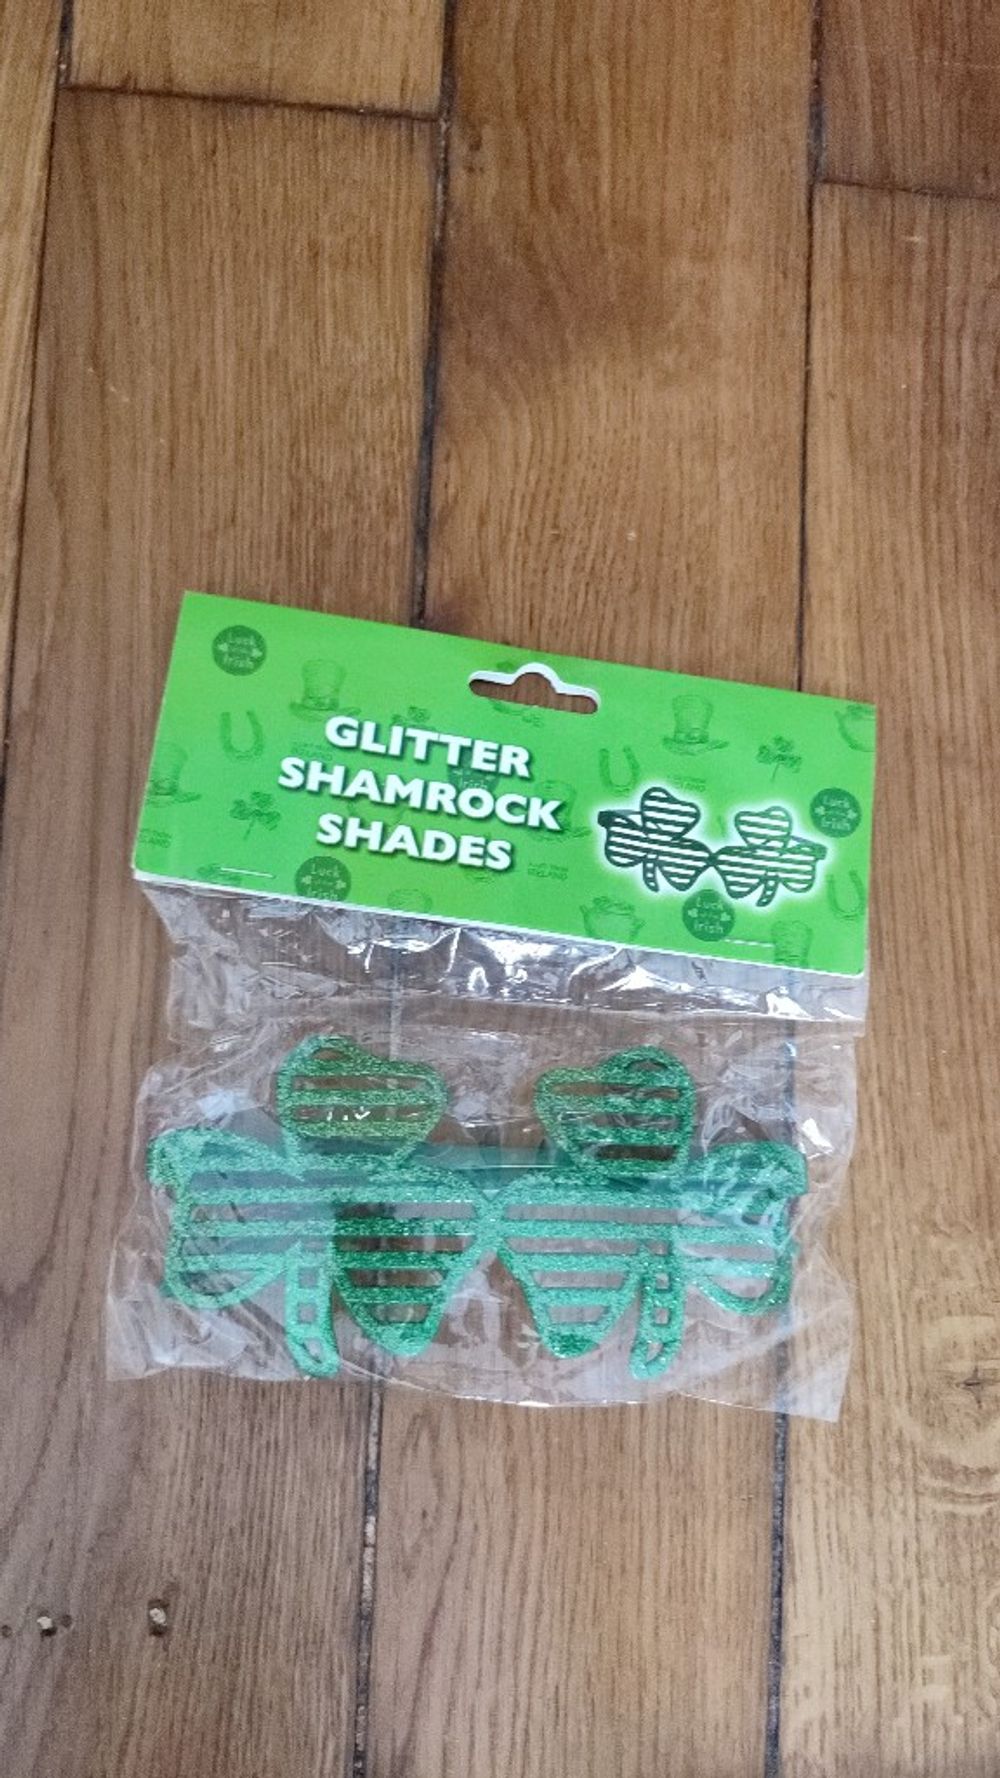 Luck
of the
Irish
GLITTER
SHAMROCK
SHADES
Luck
of the
Irish
Luck
of the
Irish
Luck
of the
Irish